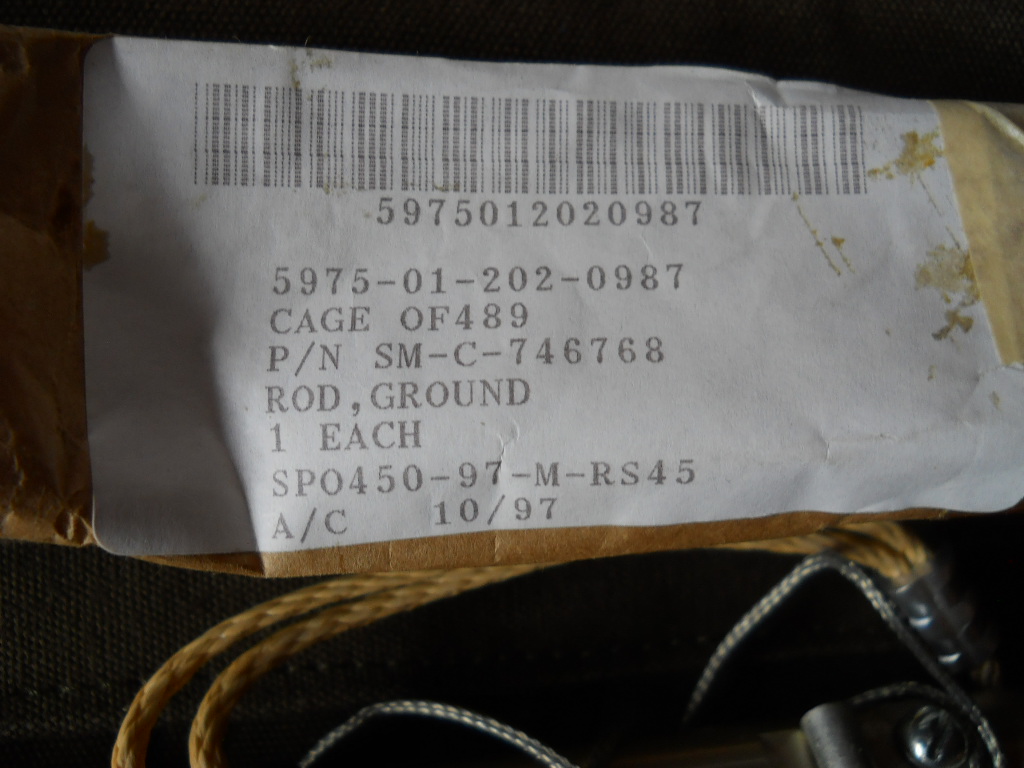 5975012020987
5975-01-202-0987
CAGE OF489
P/N SM-C-746768
ROD,GROUND
1 EACH
SPO450-97-M-RS45
A/C 10/97